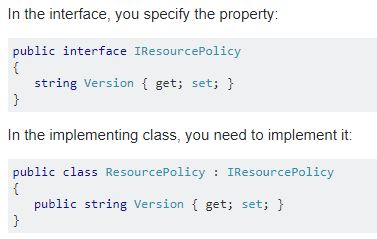 In the interface, you specify the property:
public interface IResourcePolicy
{
   string Version { get; set; }
}
In the implementing class, you need to implement it:
public class ResourcePolicy : IResourcePolicy
{
   public string Version { get; set; }
}